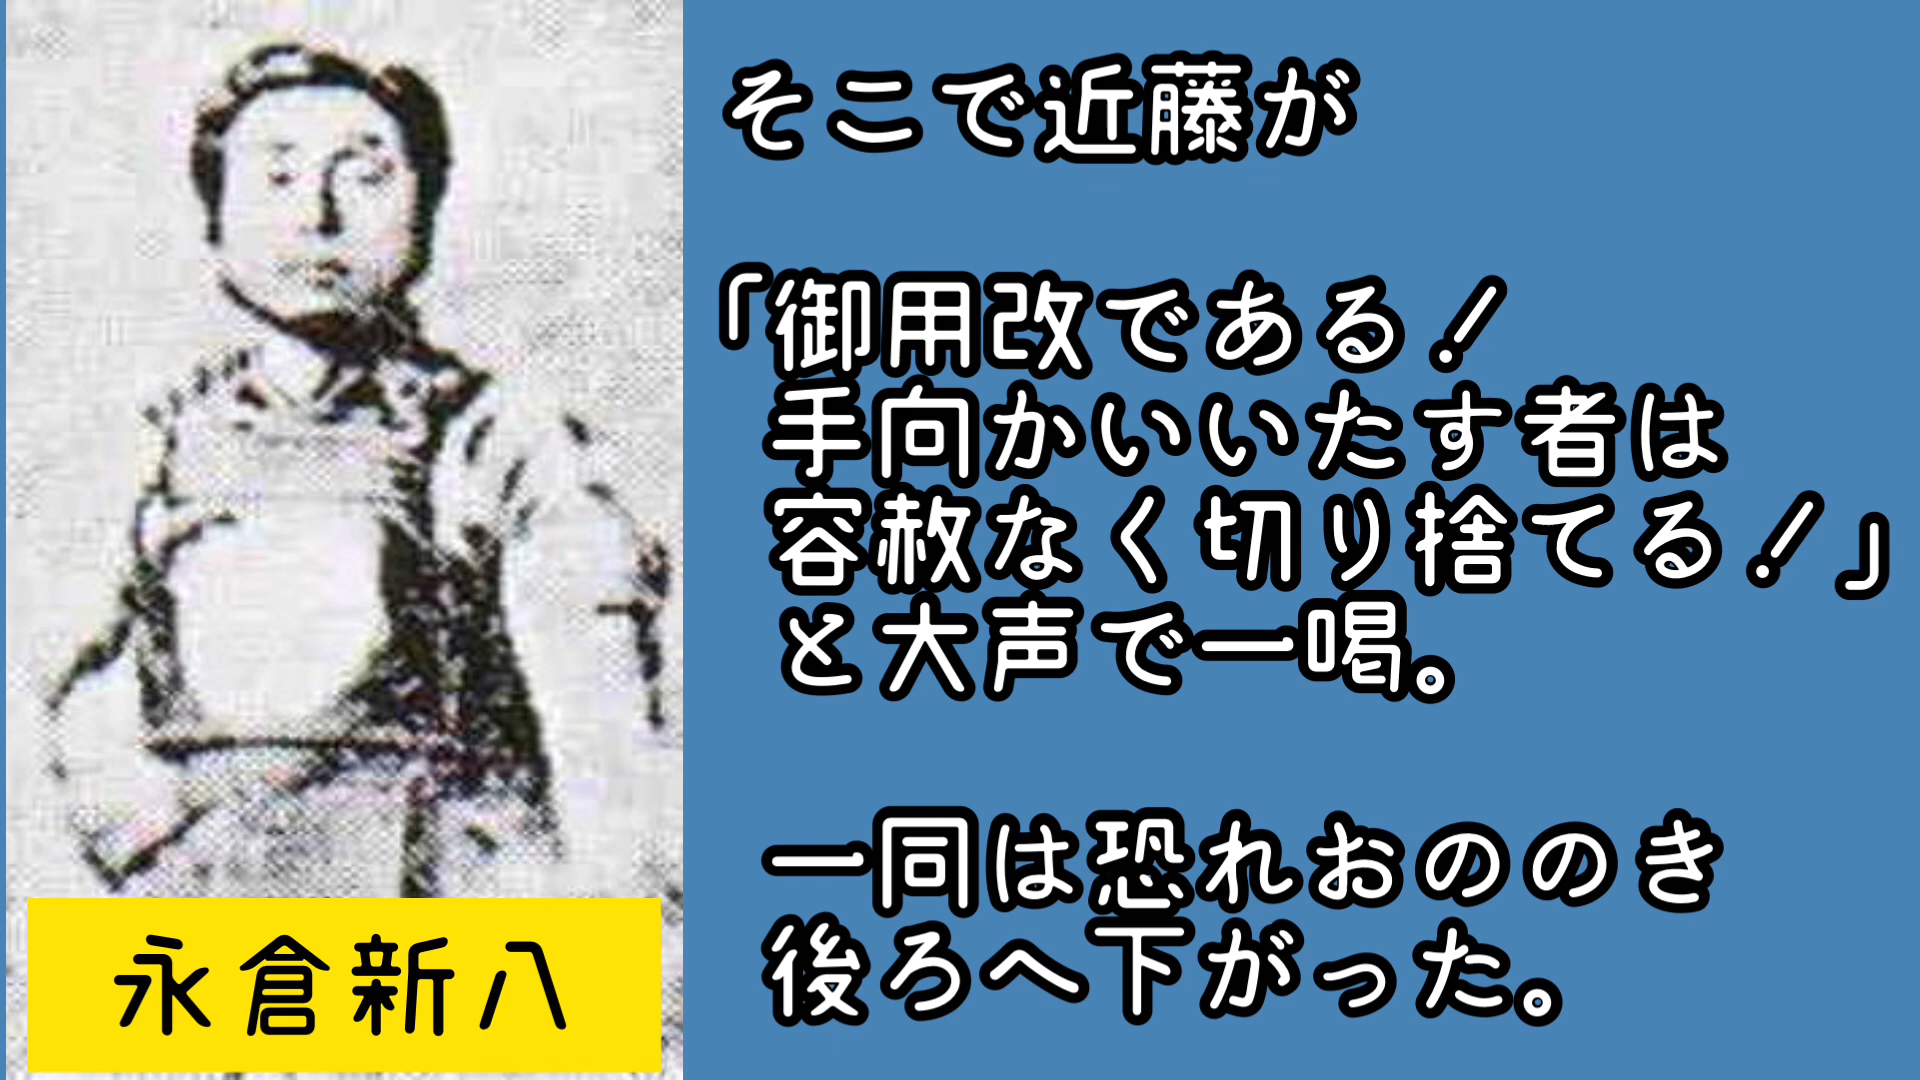 そこで近藤が
「御用改である！
手向かいいたす者は
容赦なく切り捨てる！」
と大声で一喝。
一同は恐れおののき
後ろへ下がった。
永倉新八